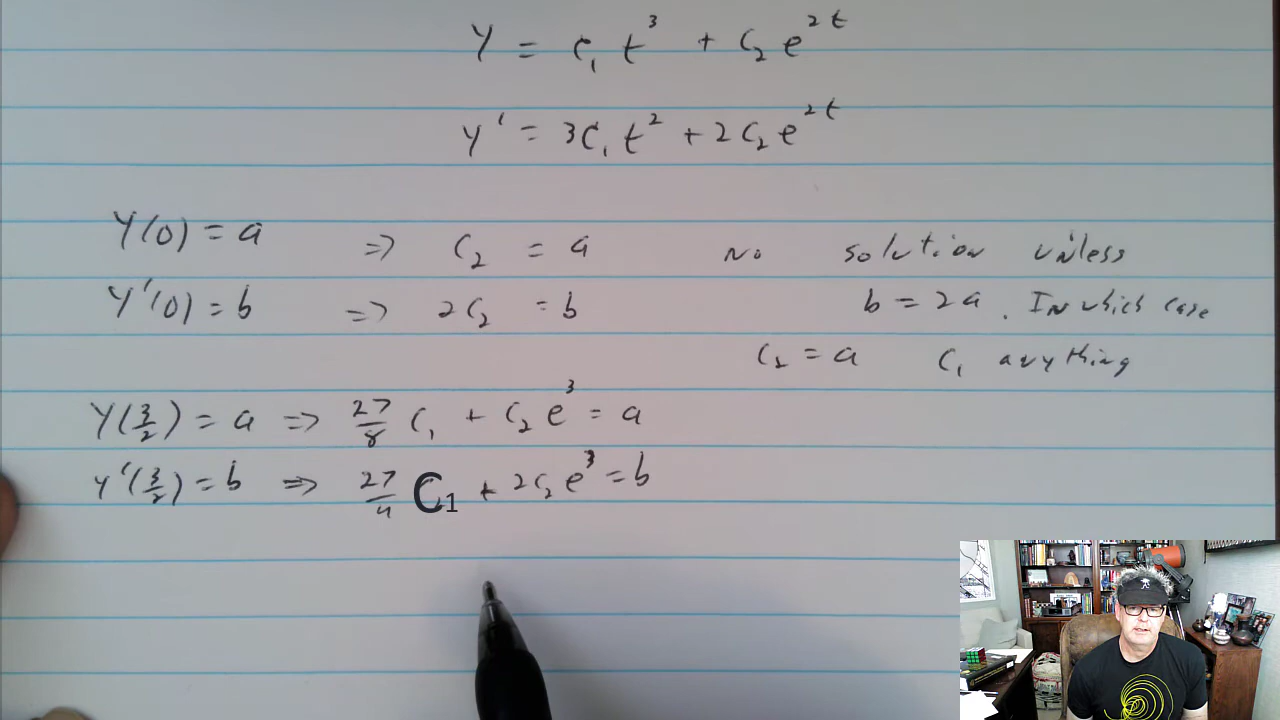 y = c₁ t³ + c₂ e^{2t}
y' = 3c₁ t² + 2c₂ e^{2t}
y(0) = a ⇒ c₂ = a No solution unless
y'(0) = b ⇒ 2c₂ = b b = 2a . In which case
c₂ = a c₁ anything
y(3/2) = a ⇒ 27/8 c₁ + c₂ e³ = a
y'(3/2) = b ⇒ 27/4 C₁ + 2c₂ e³ = b